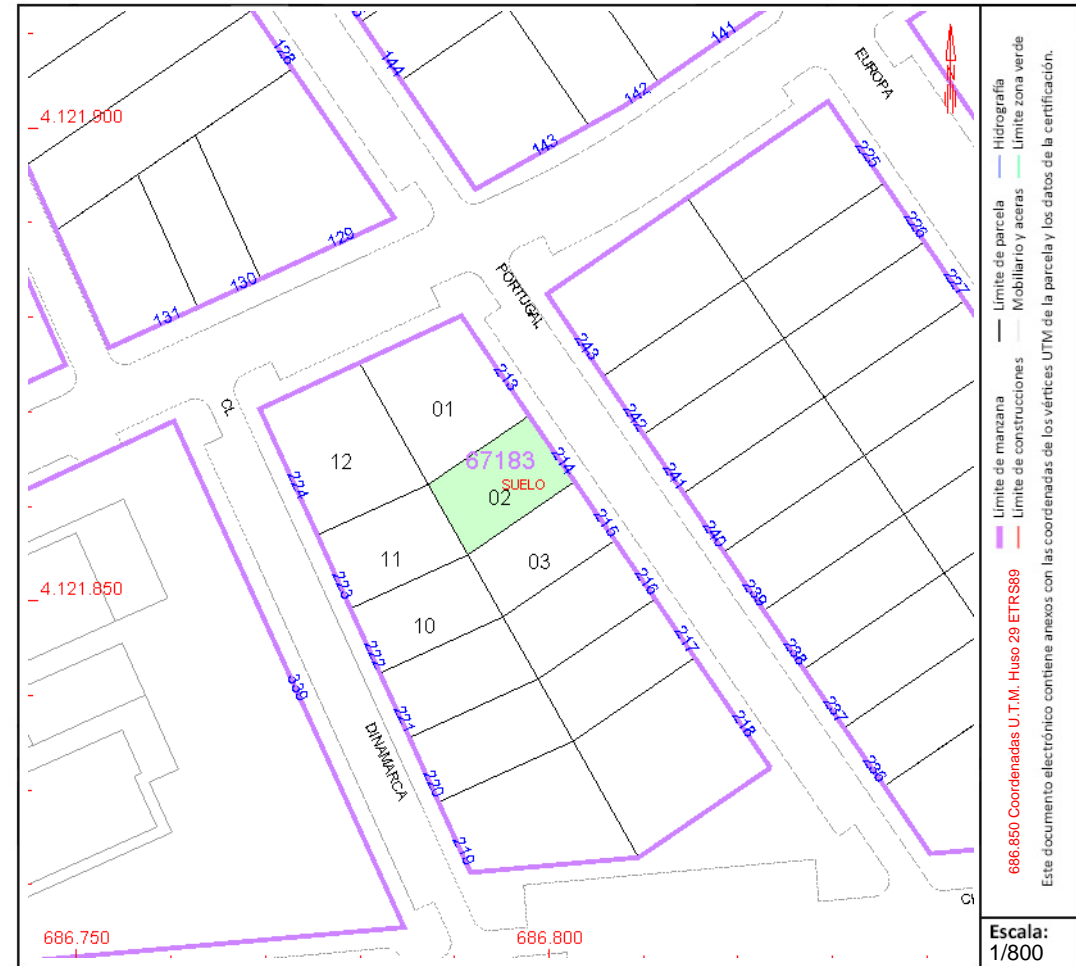 128
144
141
142
143
EUROPA
4.121.900
129
130
131
225
226
227
PORTUGAL
243
242
241
240
239
238
237
236
CL
213
01
12
67183
SUELO
02
214
224
215
03
11
216
4.121.850
223
10
217
222
339
221
218
DINAMARCA
220
219
686.750
686.800
N
686.850 Coordenadas U.T.M. Huso 29 ETRS89
Límite de manzana
Límite de parcela
Hidrografía
Límite de construcciones
Mobiliario y aceras
Límite zona verde
Este documento electrónico contiene anexos con las coordenadas de los vértices UTM de la parcela y los datos de la certificación.
Escala:
1/800